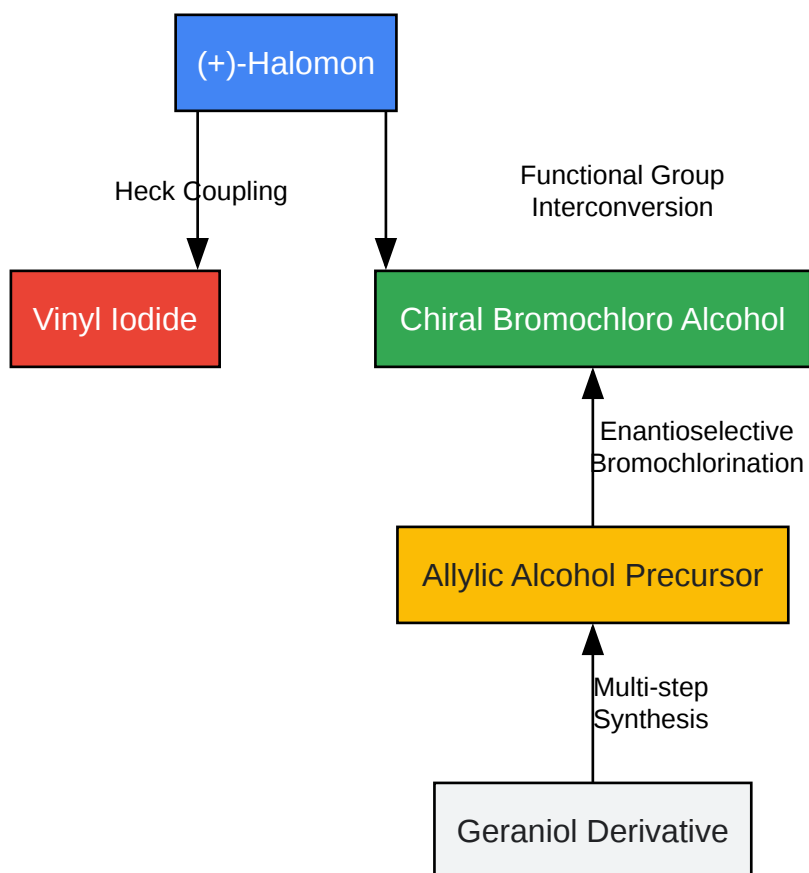 (+)-Halomon
Heck Coupling
Functional Group
Interconversion
Vinyl Iodide
Chiral Bromochloro Alcohol
Enantioselective
Bromochlorination
Allylic Alcohol Precursor
Multi-step
Synthesis
Geraniol Derivative